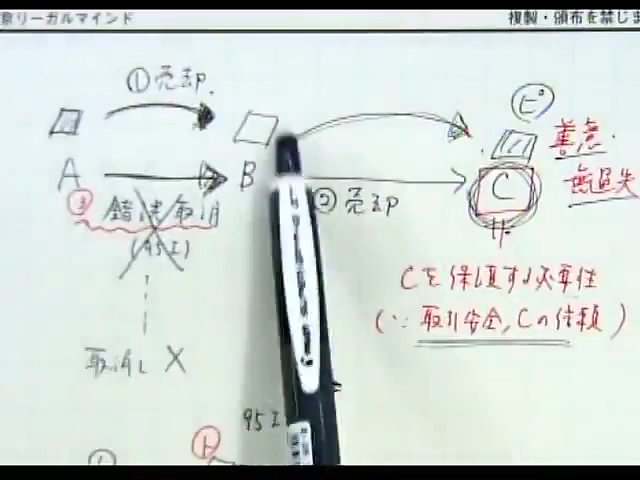 京リーガルマインド
複製・頒布を禁じま
①売却.
ピ
善意.
無過失
A
B
C
②売却
③錯誤取消
(95Ⅰ)
Cを保護する必要性
(∵取引安全, Cの信頼)
取消し X
95Ⅰ